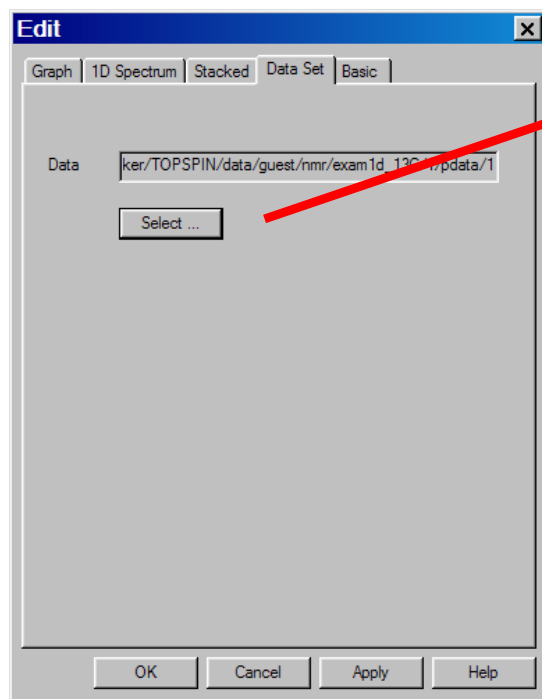 Edit
Graph 1D Spectrum Stacked Data Set Basic
Data ker/TOPSPIN/data/guest/nmr/exam1d_13C/1/pdata/1
Select ...
OK Cancel Apply Help